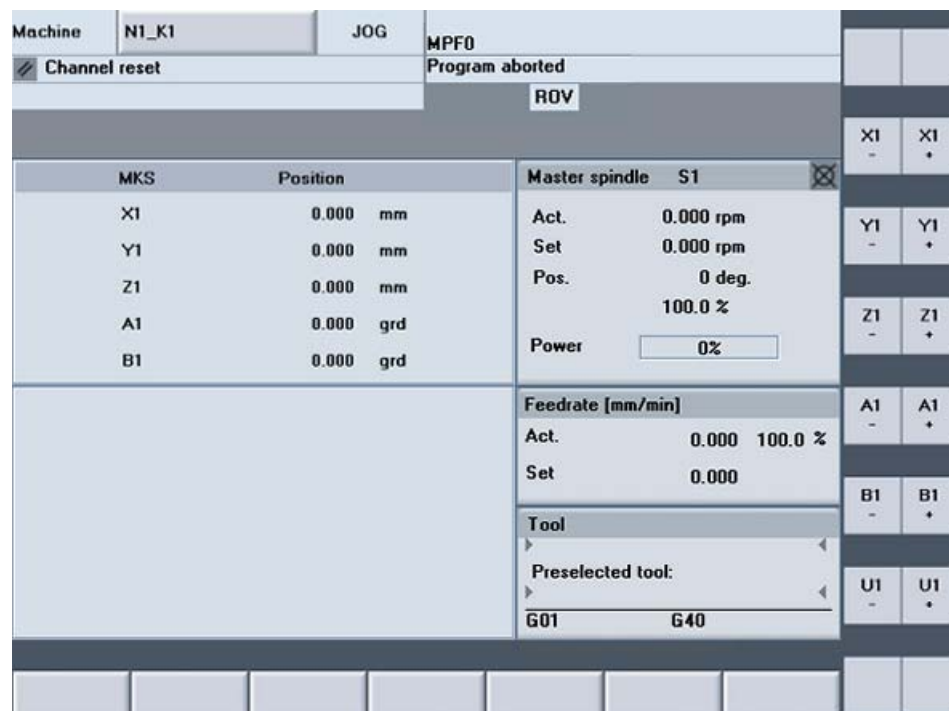 Machine N1_K1 JOG
MPF0
Channel reset Program aborted
ROV
MKS Position
X1 0.000 mm
Y1 0.000 mm
Z1 0.000 mm
A1 0.000 grd
B1 0.000 grd
Master spindle S1
Act. 0.000 rpm
Set 0.000 rpm
Pos. 0 deg.
100.0 %
Power 0%
Feedrate [mm/min]
Act. 0.000 100.0 %
Set 0.000
Tool
Preselected tool:
G01 G40
X1 X1
- +
Y1 Y1
- +
Z1 Z1
- +
A1 A1
- +
B1 B1
- +
U1 U1
- +